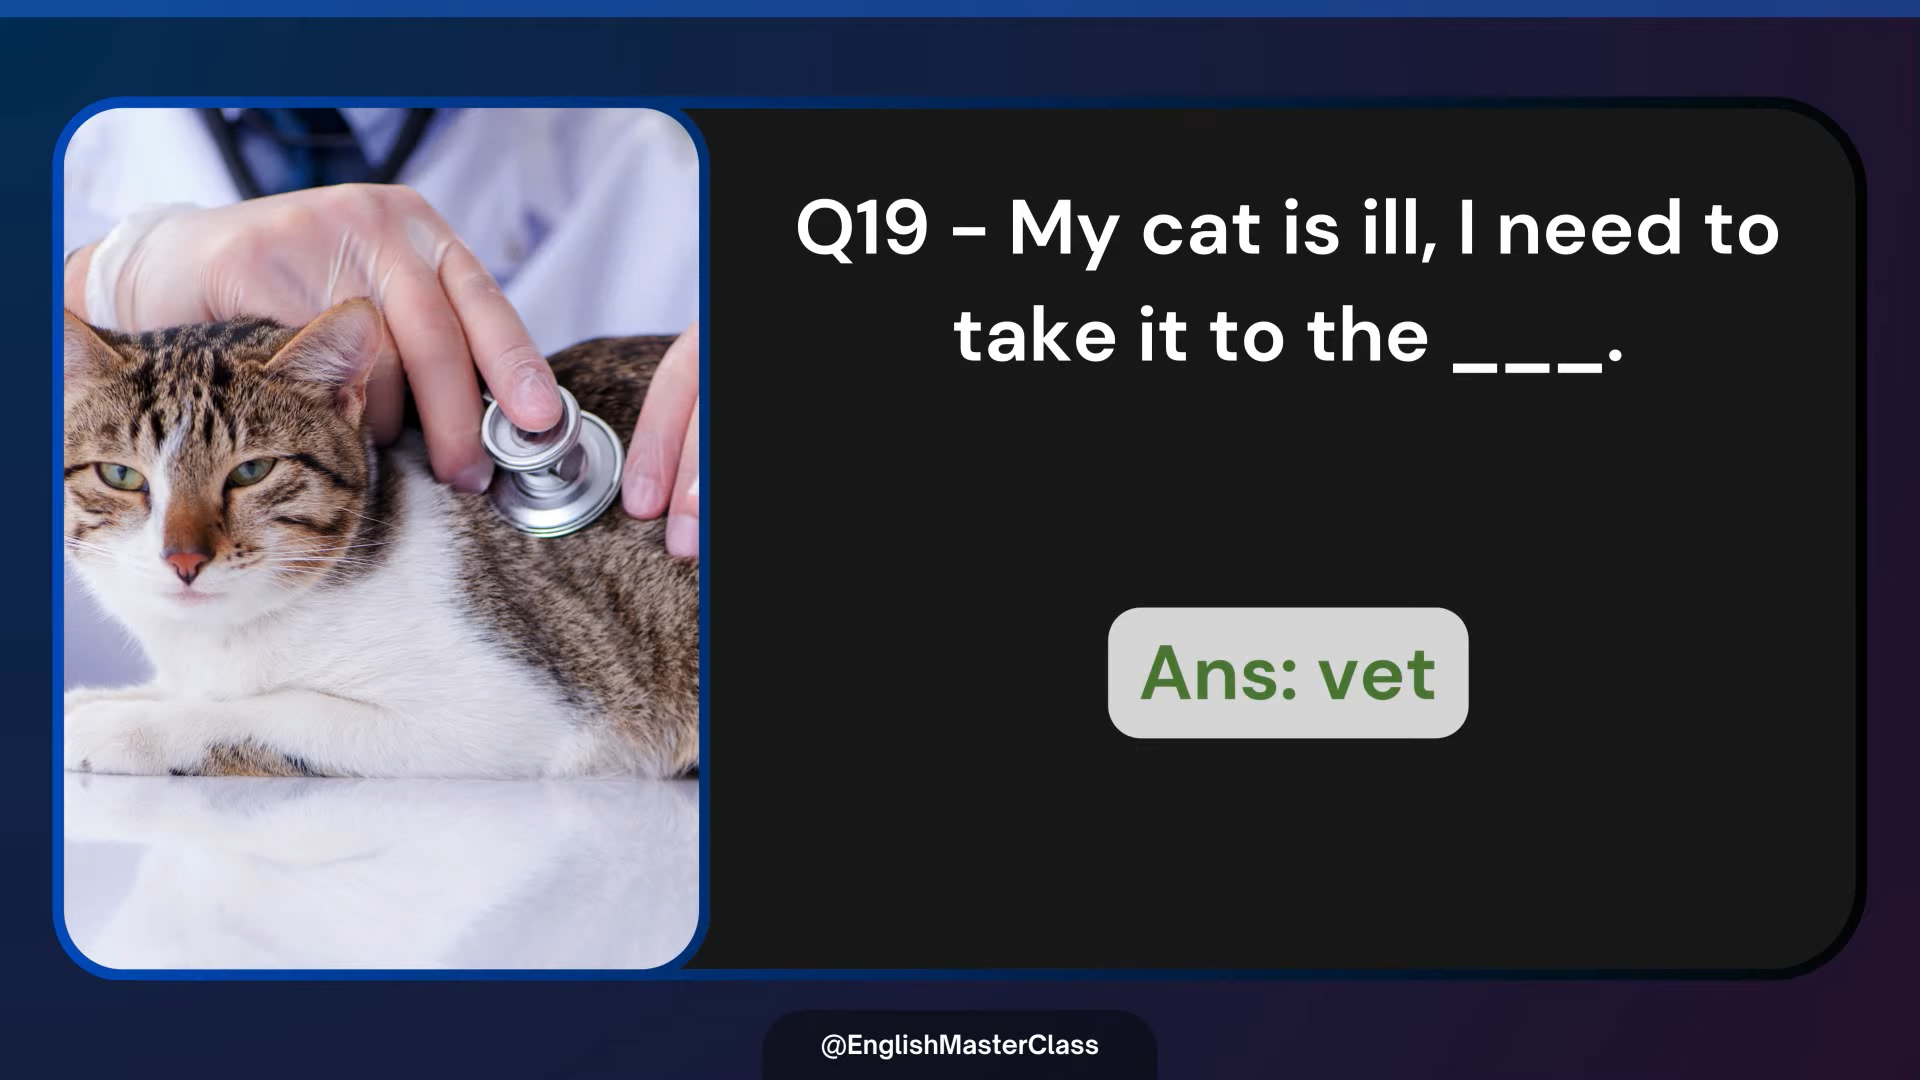 Q19 - My cat is ill, I need to
take it to the ___.
Ans: vet
@EnglishMasterClass